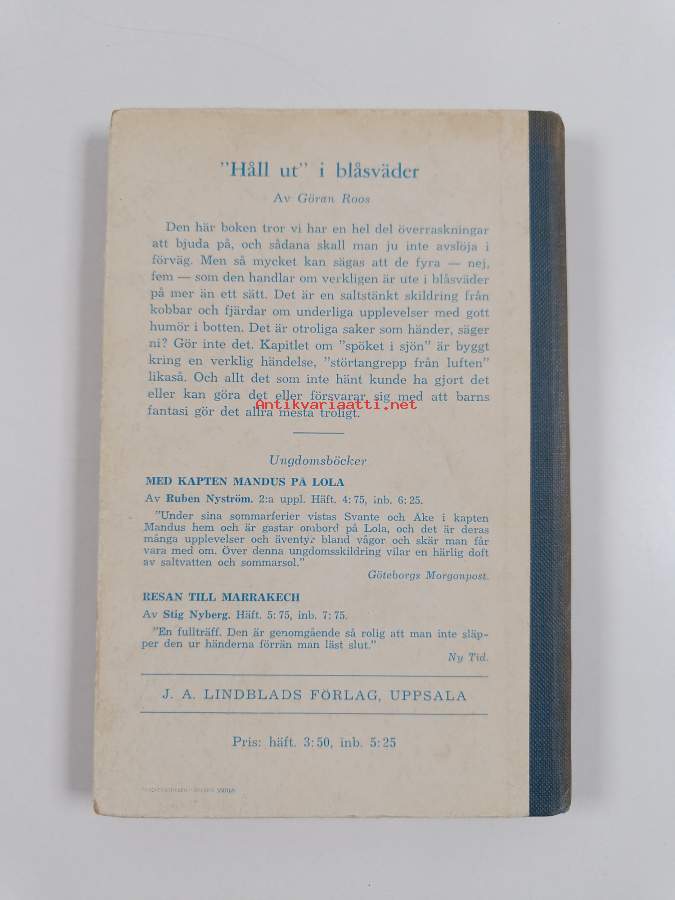 "Håll ut" i blåsväder
Av Göran Roos
Den här boken tror vi har en hel del överraskningar
att bjuda på, och sådana skall man ju inte avslöja i
förväg. Men så mycket kan sägas att de fyra — nej,
fem — som den handlar om verkligen är ute i blåsväder
på mer än ett sätt. Det är en saltstänkt skildring från
kobbar och fjärdar om underliga upplevelser med gott
humör i botten. Det är otroliga saker som händer, säger
ni? Gör inte det. Kapitlet om "spöket i sjön" är byggt
kring en verklig händelse, "störtangrepp från luften"
likaså. Och allt det som inte hänt kunde ha gjort det
eller kan göra det eller försvarar sig med att barns
fantasi gör det allra mesta troligt.
Antikvariaatti.net
Ungdomsböcker
MED KAPTEN MANDUS PÅ LOLA
Av Ruben Nyström. 2:a uppl. Häft. 4:75, inb. 6:25.
"Under sina sommarferier vistas Svante och Åke i kapten
Mandus hem och är gastar ombord på Lola, och det är deras
många upplevelser och äventyr bland vågor och skär man får
vara med om. Över denna ungdomsskildring vilar en härlig doft
av saltvatten och sommarsol."
Göteborgs Morgonpost.
RESAN TILL MARRAKECH
Av Stig Nyberg. Häft. 5:75, inb. 7:75.
"En fullträff. Den är genomgående så rolig att man inte släp-
per den ur händerna förrän man läst slut."
Ny Tid.
J. A. LINDBLADS FÖRLAG, UPPSALA
Pris: häft. 3:50, inb. 5:25